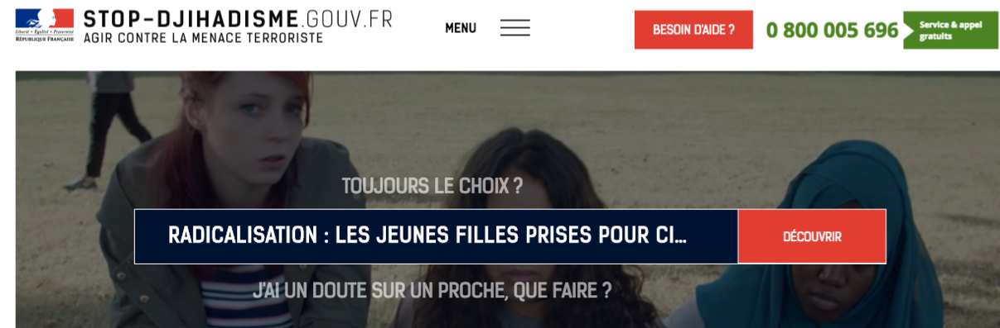 STOP-DJIHADISME.GOUV.FR
AGIR CONTRE LA MENACE TERRORISTE
Liberté • Égalité • Fraternité
RÉPUBLIQUE FRANÇAISE
MENU
BESOIN D'AIDE ?
0 800 005 696
Service & appel
gratuits
TOUJOURS LE CHOIX ?
RADICALISATION : LES JEUNES FILLES PRISES POUR CI...
DÉCOUVRIR
J'AI UN DOUTE SUR UN PROCHE, QUE FAIRE ?